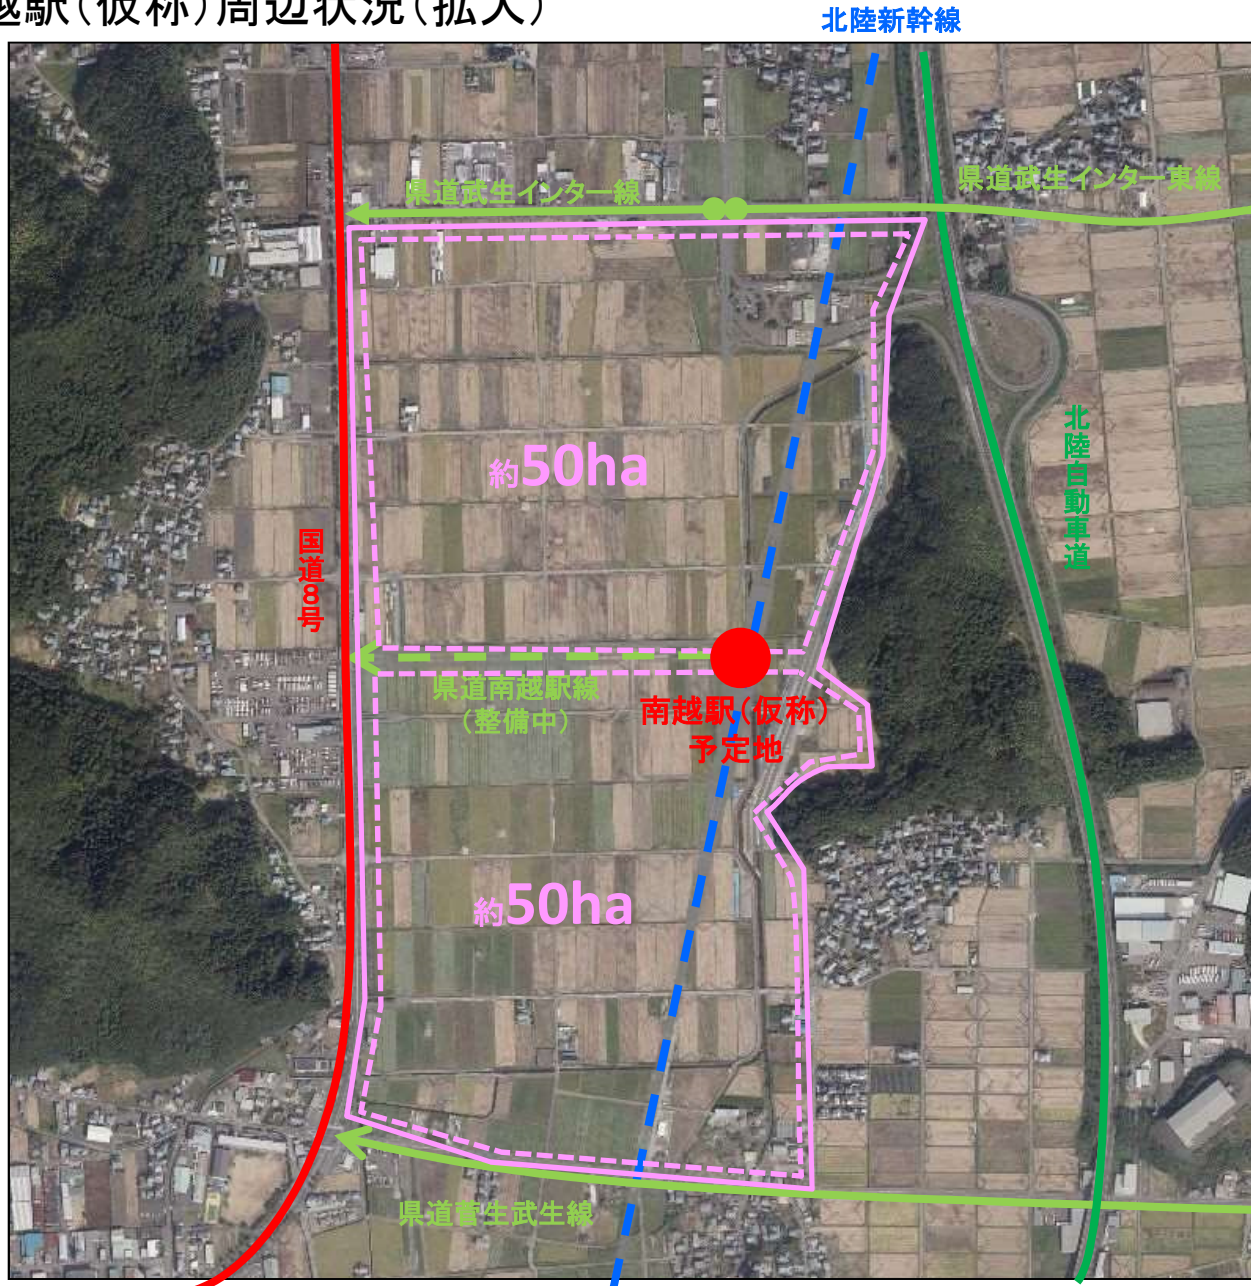 越駅（仮称）周辺状況（拡大）
北陸新幹線
県道武生インター線
県道武生インター東線
北陸自動車道
約50ha
国道8号
県道南越駅線
（整備中）
南越駅（仮称）
予定地
約50ha
県道菅生武生線